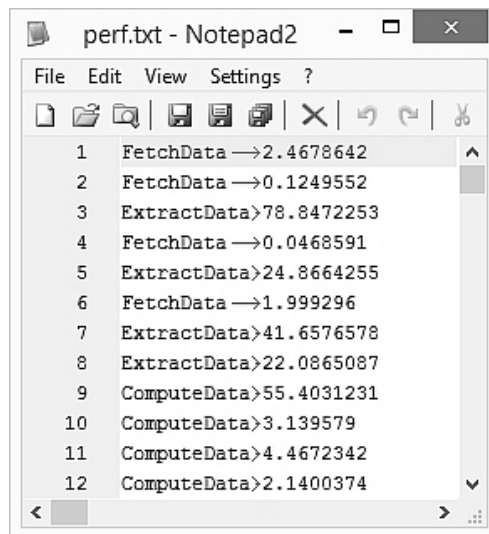 perf.txt - Notepad2
File Edit View Settings ?
1 FetchData→2.4678642
2 FetchData→0.1249552
3 ExtractData>78.8472253
4 FetchData→0.0468591
5 ExtractData>24.8664255
6 FetchData→1.999296
7 ExtractData>41.6576578
8 ExtractData>22.0865087
9 ComputeData>55.4031231
10 ComputeData>3.139579
11 ComputeData>4.4672342
12 ComputeData>2.1400374